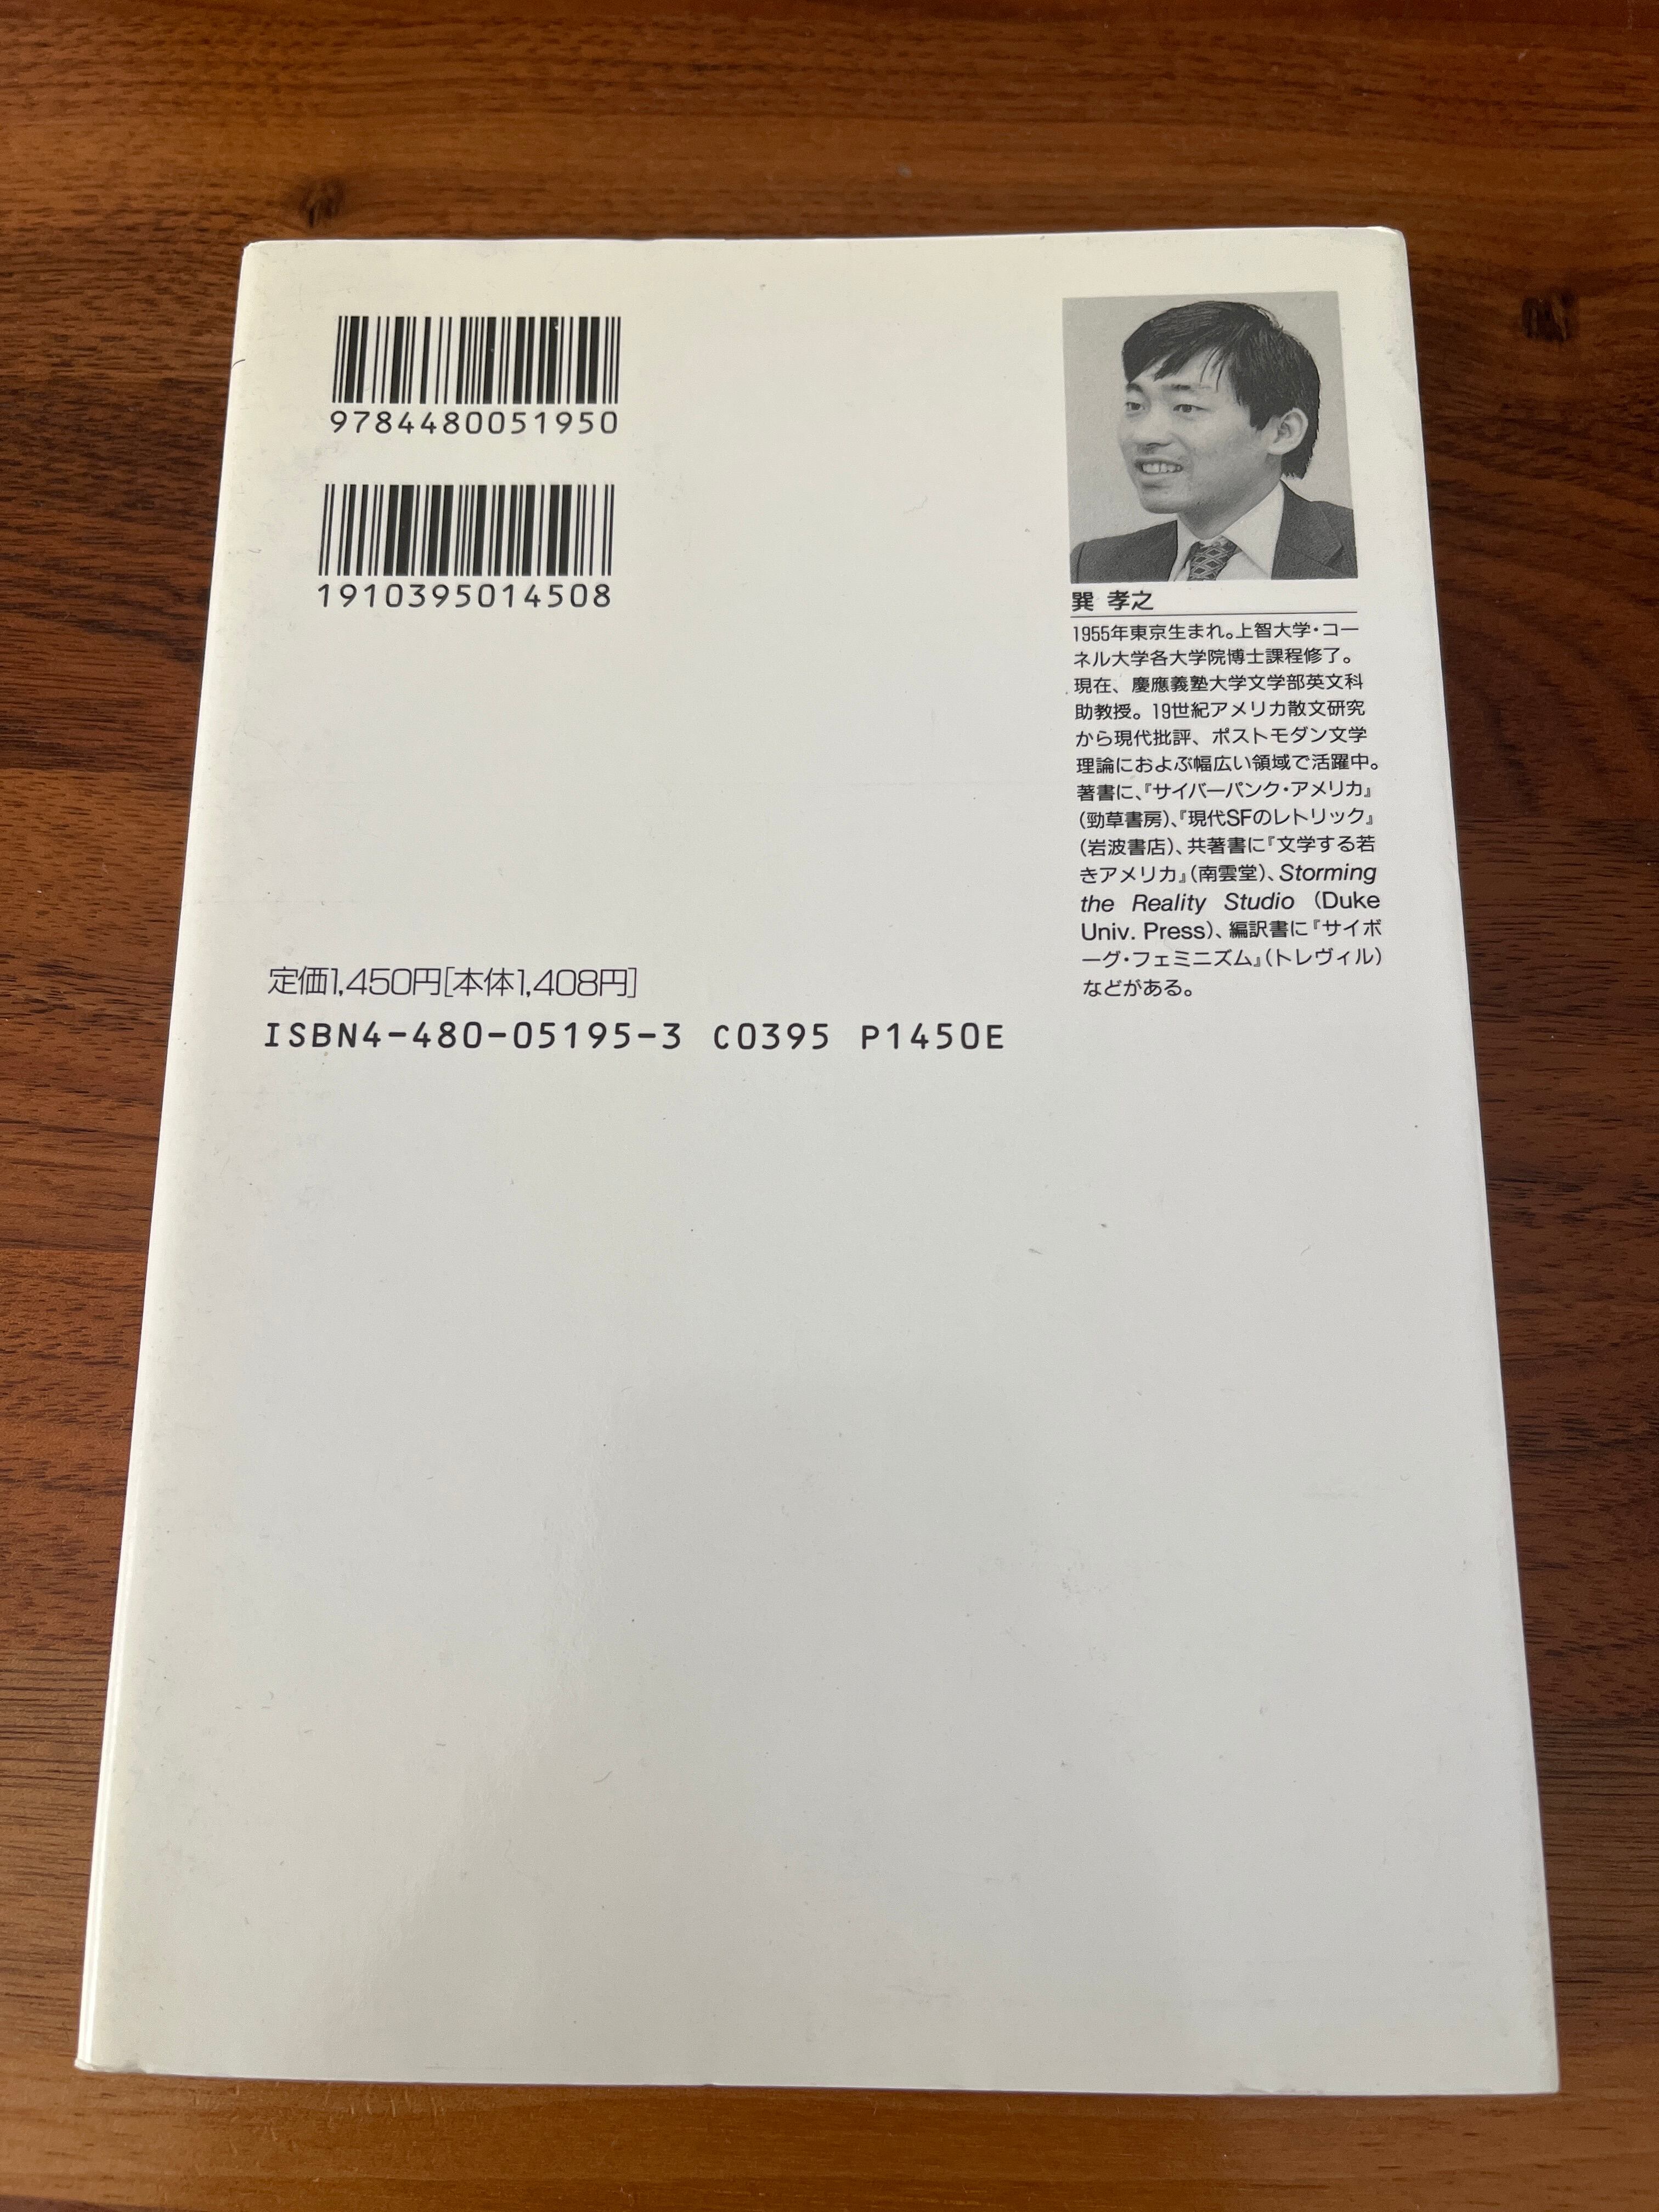 9784480051950
1910395014508
定価1,450円[本体1,408円]
ISBN4-480-05195-3 C0395 P1450E
巽 孝之
1955年東京生まれ。上智大学・コー
ネル大学各大学院博士課程修了。
現在、慶應義塾大学文学部英文科
助教授。19世紀アメリカ散文研究
から現代批評、ポストモダン文学
理論におよぶ幅広い領域で活躍中。
著書に、『サイバーパンク・アメリカ』
(勁草書房)、『現代SFのレトリック』
(岩波書店)、共著書に『文学する若
きアメリカ』(南雲堂)、Storming
the Reality Studio (Duke
Univ. Press)、編訳書に『サイボ
ーグ・フェミニズム』(トレヴィル)
などがある。